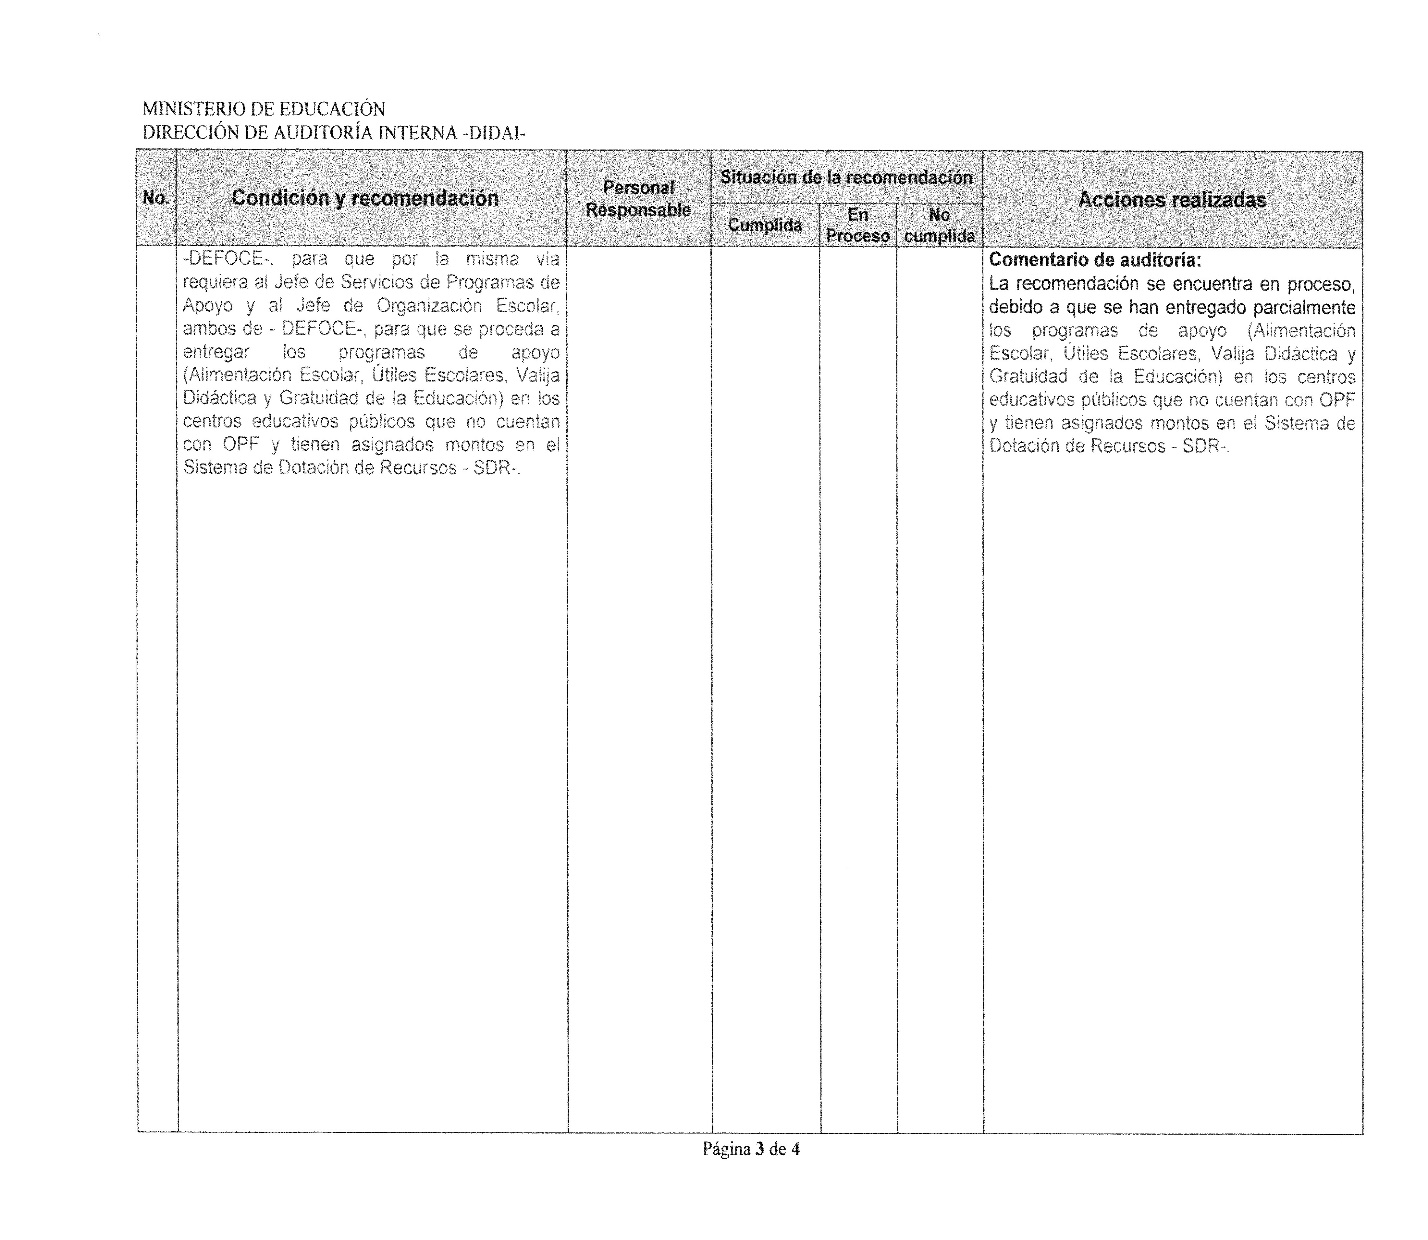 MINISTERIO DE EDUCACIÓN
DIRECCIÓN DE AUDITORÍA INTERNA -DIDAI-
No.
Condición y recomendación
Personal
Responsable
Situación de la recomendación
Cumplida
En
Proceso
No
cumplida
Acciones realizadas
-DEFOCE-, para que por la misma vía
requiera al Jefe de Servicios de Programas de
Apoyo y al Jefe de Organización Escolar,
ambos de - DEFOCE-, para que se proceda a
entregar los programas de apoyo
(Alimentación Escolar, Útiles Escolares, Valija
Didáctica y Gratuidad de la Educación) en los
centros educativos públicos que no cuentan
con OPF y tienen asignados montos en el
Sistema de Dotación de Recursos - SDR-.
Comentario de auditoría:
La recomendación se encuentra en proceso,
debido a que se han entregado parcialmente
los programas de apoyo (Alimentación
Escolar, Útiles Escolares, Valija Didáctica y
Gratuidad de la Educación) en los centros
educativos públicos que no cuentan con OPF
y tienen asignados montos en el Sistema de
Dotación de Recursos - SDR-.
Página 3 de 4